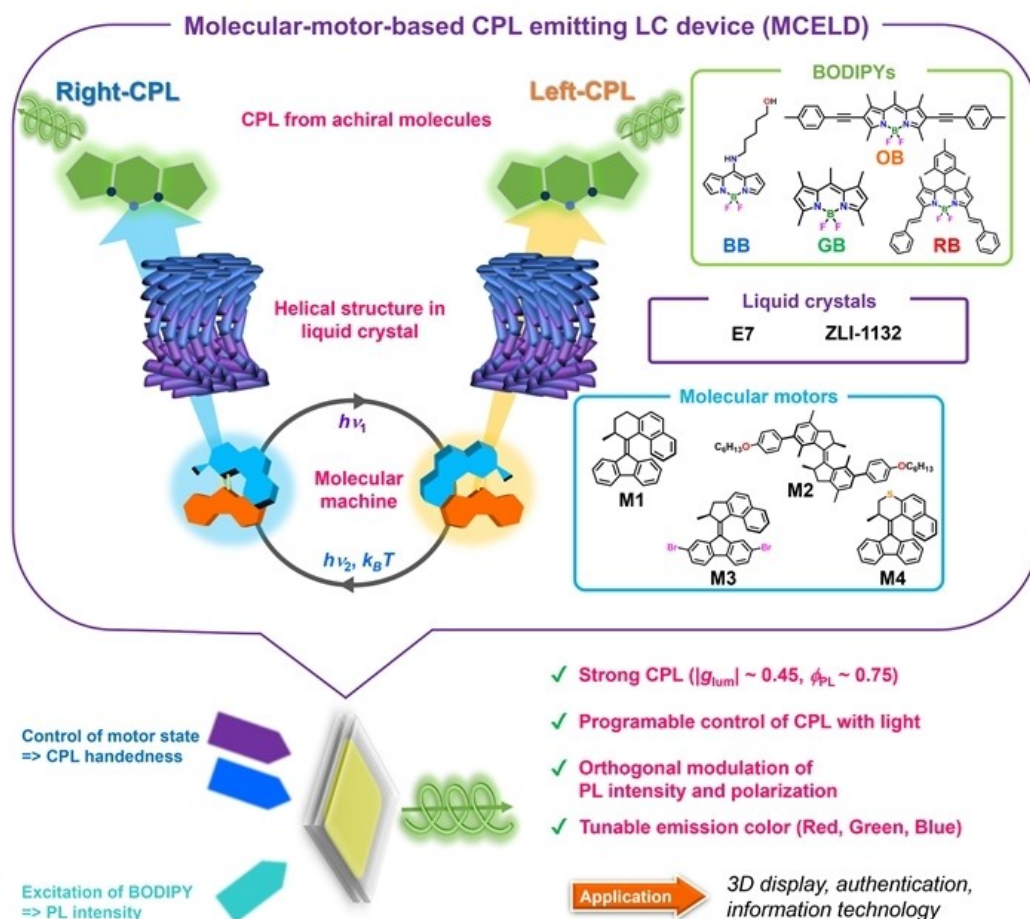 Molecular-motor-based CPL emitting LC device (MCELD)
Right-CPL
Left-CPL
CPL from achiral molecules
Helical structure in
liquid crystal
hν₁
Molecular
machine
hν₂, k_BT
BODIPYs
OH
HN
N
N
B
F
F
BB
N
N
B
F
F
GB
N
N
B
F
F
OB
N
N
B
F
F
RB
Liquid crystals
E7
ZLI-1132
Molecular motors
M1
C₆H₁₃O
OC₆H₁₃
M2
Br
Br
M3
S
M4
Control of motor state
=> CPL handedness
Excitation of BODIPY
=> PL intensity
✓ Strong CPL (|g_lum| ~ 0.45, ϕ_PL ~ 0.75)
✓ Programable control of CPL with light
✓ Orthogonal modulation of
PL intensity and polarization
✓ Tunable emission color (Red, Green, Blue)
Application
3D display, authentication,
information technology